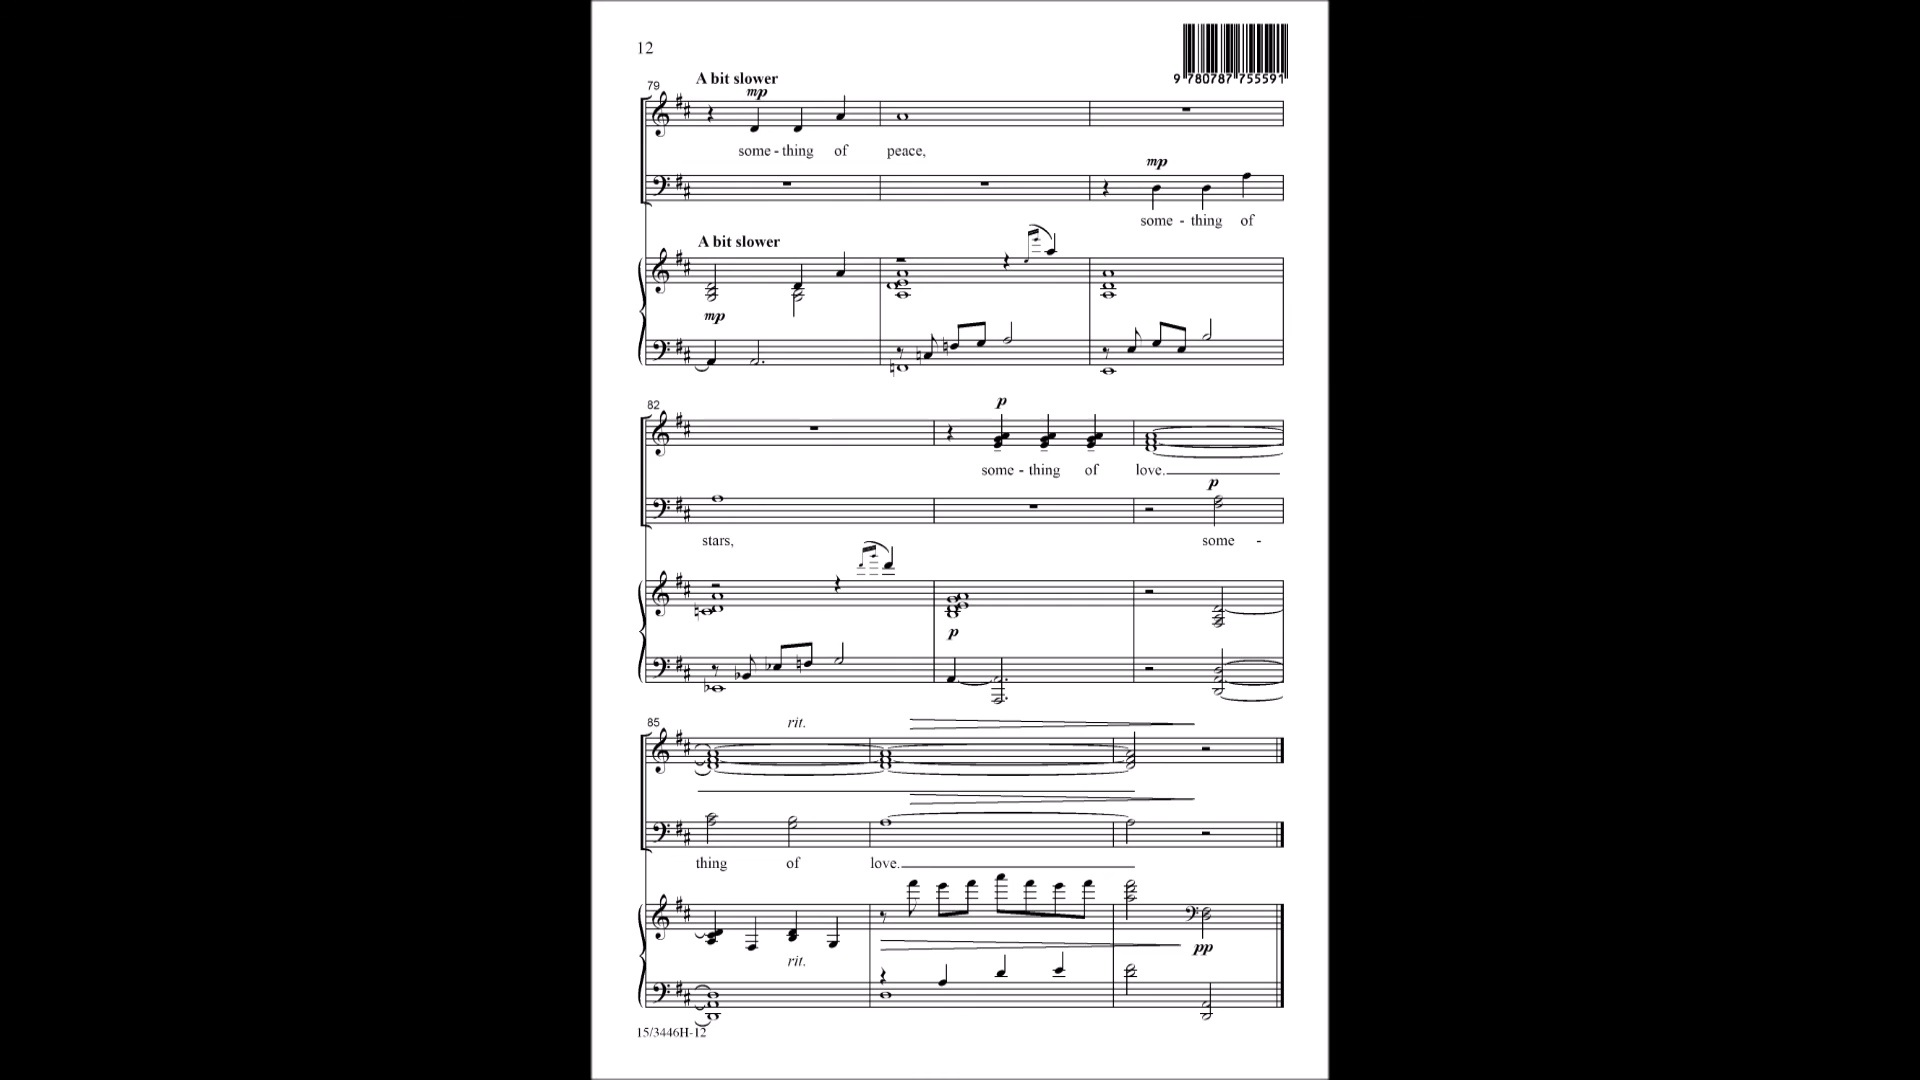 12
9 780787 755591
A bit slower
79
mp
some - thing of peace,
mp
some - thing of
A bit slower
mp
82
p
some - thing of love.
p
stars, some -
p
85
rit.
thing of love.
rit.
pp
15/3446H-12